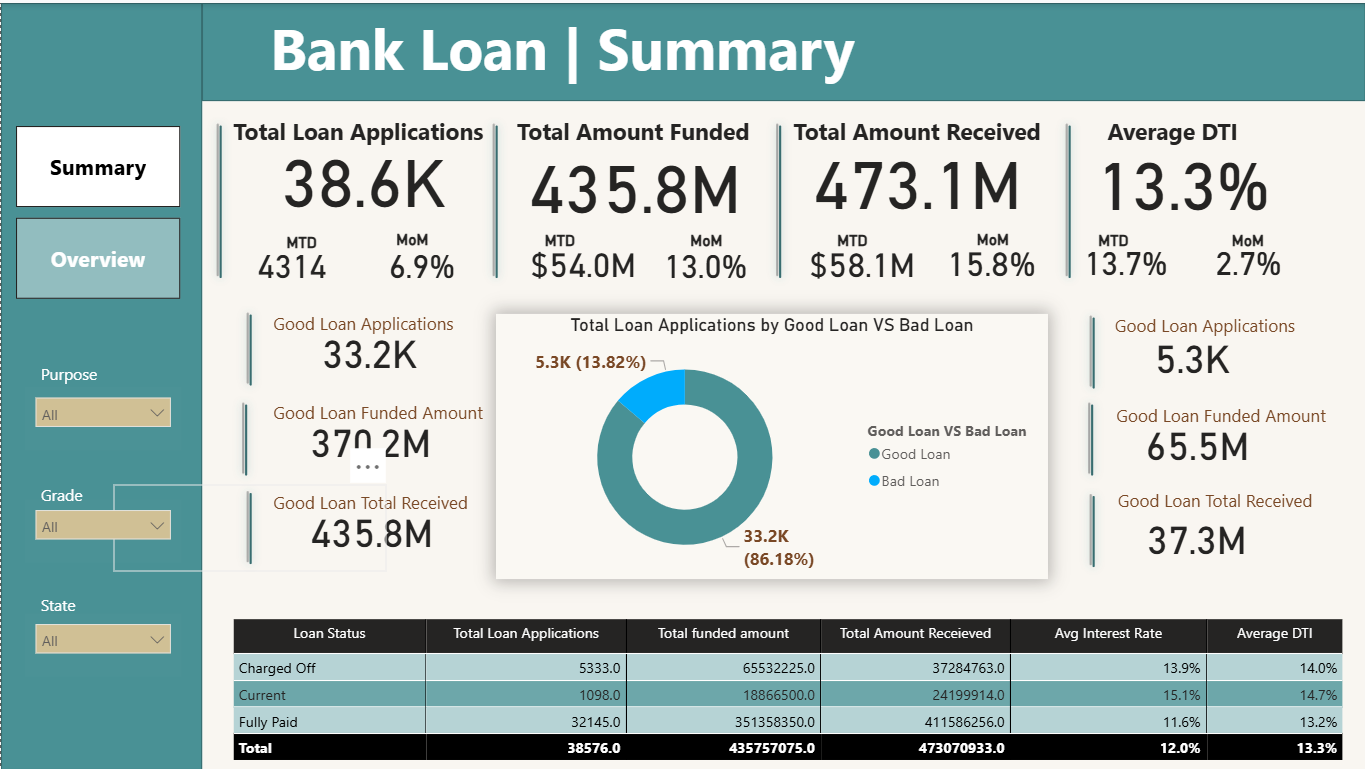 Bank Loan | Summary
Summary
Overview
Purpose
All
Grade
All
State
All
Total Loan Applications
38.6K
MTD
4314
MoM
6.9%
Total Amount Funded
435.8M
MTD
$54.0M
MoM
13.0%
Total Amount Received
473.1M
MTD
$58.1M
MoM
15.8%
Average DTI
13.3%
MTD
13.7%
MoM
2.7%
Good Loan Applications
33.2K
Good Loan Funded Amount
370.2M
Good Loan Total Received
435.8M
Total Loan Applications by Good Loan VS Bad Loan
5.3K (13.82%)
33.2K
(86.18%)
Good Loan VS Bad Loan
Good Loan
Bad Loan
Good Loan Applications
5.3K
Good Loan Funded Amount
65.5M
Good Loan Total Received
37.3M
Loan Status Total Loan Applications Total funded amount Total Amount Receieved Avg Interest Rate Average DTI
Charged Off 5333.0 65532225.0 37284763.0 13.9% 14.0%
Current 1098.0 18866500.0 24199914.0 15.1% 14.7%
Fully Paid 32145.0 351358350.0 411586256.0 11.6% 13.2%
Total 38576.0 435757075.0 473070933.0 12.0% 13.3%